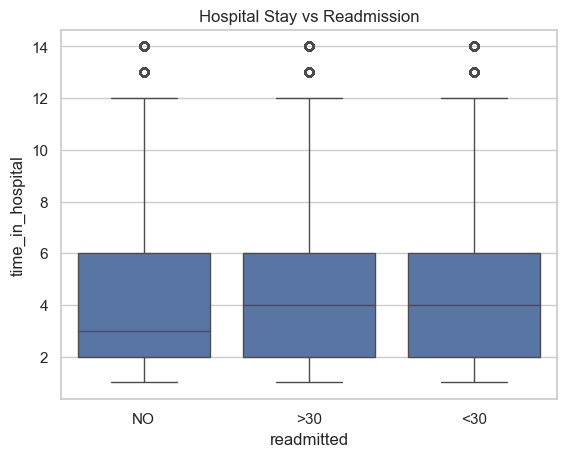 Hospital Stay vs Readmission
14
12
10
8
6
4
2
time_in_hospital
NO >30 <30
readmitted